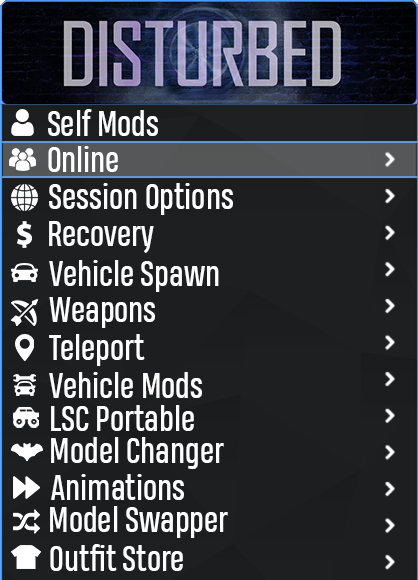 DISTURBED
Self Mods
Online
Session Options
Recovery
Vehicle Spawn
Weapons
Teleport
Vehicle Mods
LSC Portable
Model Changer
Animations
Model Swapper
Outfit Store